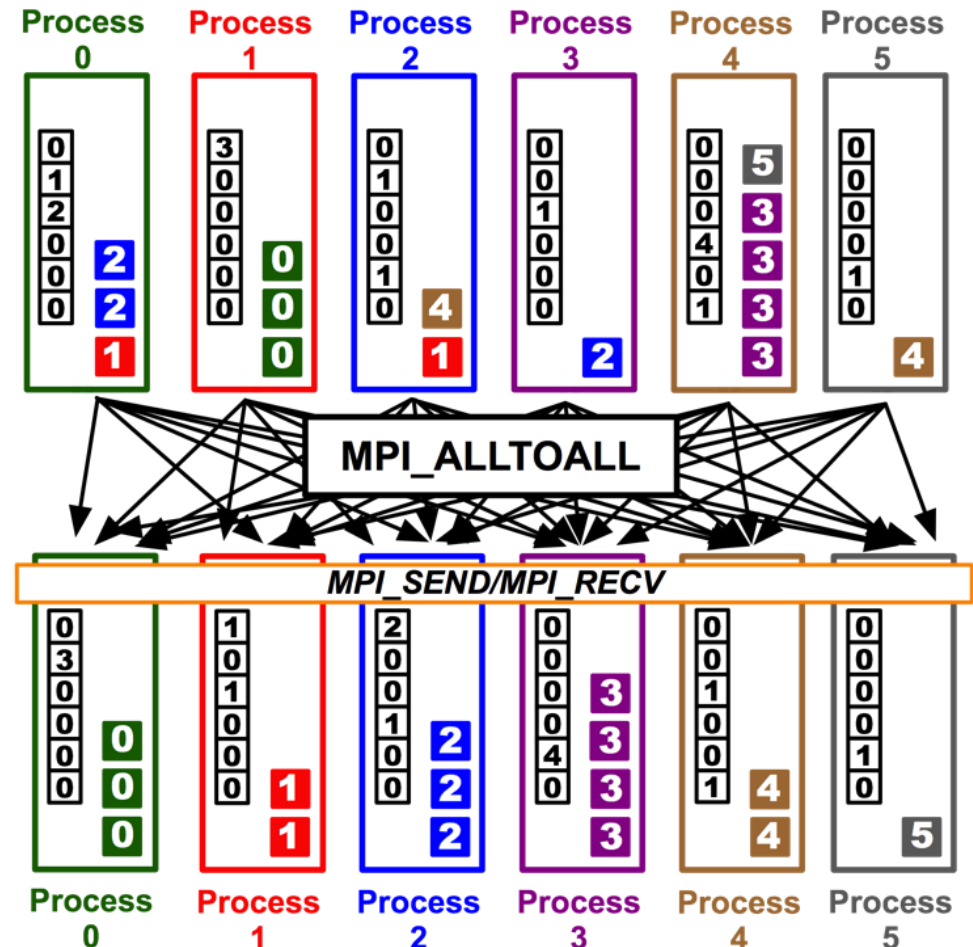 Process Process Process Process Process Process
0 1 2 3 4 5
0 3 0 0 0 0
1 0 1 0 0 0
2 0 0 1 0 0
0 0 0 0 4 0
0 0 1 0 0 1
0 0 0 0 1 0
5
3
2 0 3
2 0 4 3
1 0 1 2 3 4
MPI_ALLTOALL
MPI_SEND/MPI_RECV
0 1 2 0 0 0
3 0 0 0 0 0
0 1 0 0 1 0
0 0 1 0 0 0
0 0 0 4 0 1
0 0 0 0 1 0
3
0 2 3
0 1 2 3 4
0 1 2 3 4 5
Process Process Process Process Process Process
0 1 2 3 4 5